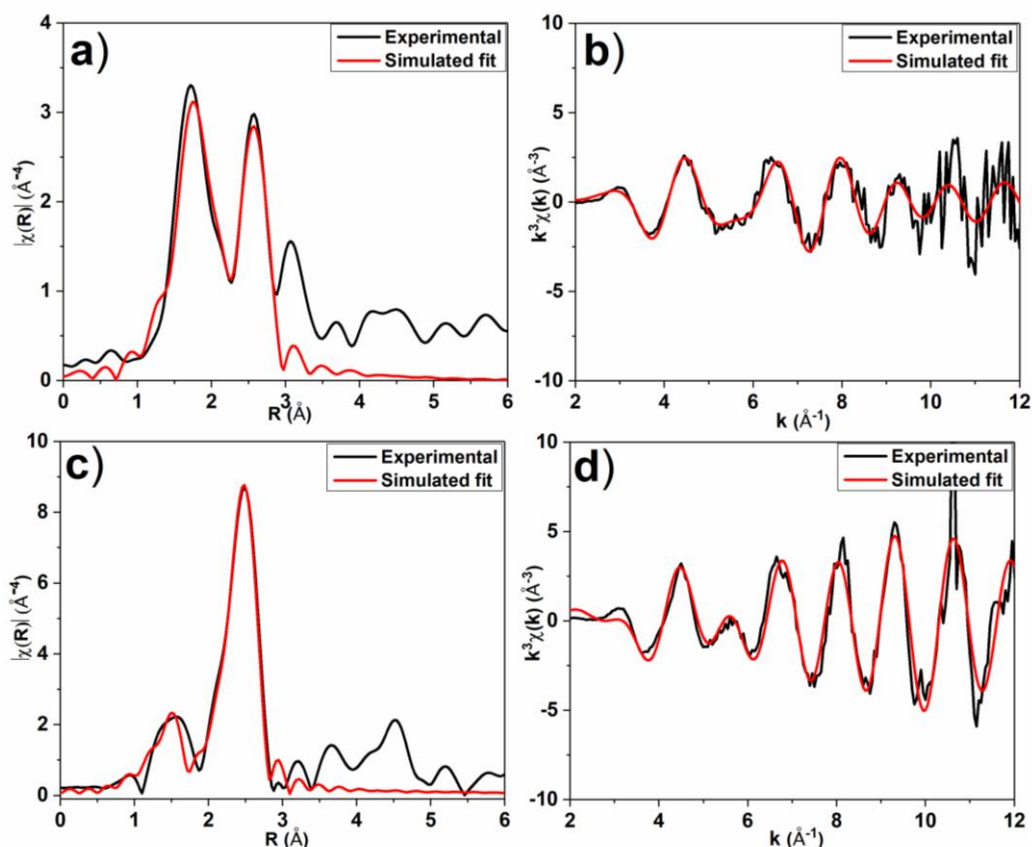 a)
Experimental
Simulated fit
|χ(R)| (Å⁻⁴)
4
3
2
1
0
0 1 2 3 4 5 6
R (Å)
b)
Experimental
Simulated fit
k³χ(k) (Å⁻³)
10
5
0
-5
-10
2 4 6 8 10 12
k (Å⁻¹)
c)
Experimental
Simulated fit
|χ(R)| (Å⁻⁴)
10
8
6
4
2
0
0 1 2 3 4 5 6
R (Å)
d)
Experimental
Simulated fit
k³χ(k) (Å⁻³)
10
5
0
-5
-10
2 4 6 8 10 12
k (Å⁻¹)